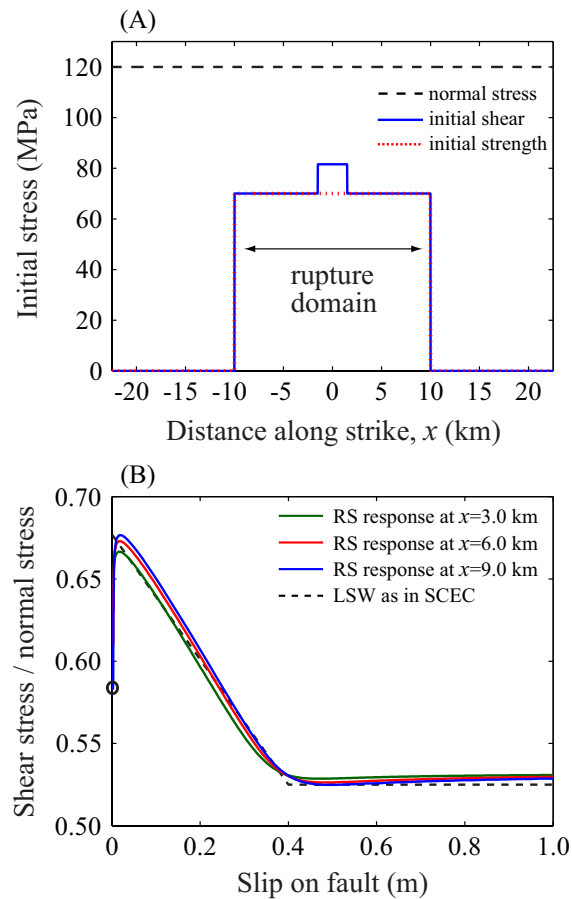 (A)
Initial stress (MPa)
120
100
80
60
40
20
0
normal stress
initial shear
initial strength
rupture
domain
-20 -15 -10 -5 0 5 10 15 20
Distance along strike, x (km)
(B)
Shear stress / normal stress
0.70
0.65
0.60
0.55
0.50
RS response at x=3.0 km
RS response at x=6.0 km
RS response at x=9.0 km
LSW as in SCEC
0 0.2 0.4 0.6 0.8 1.0
Slip on fault (m)